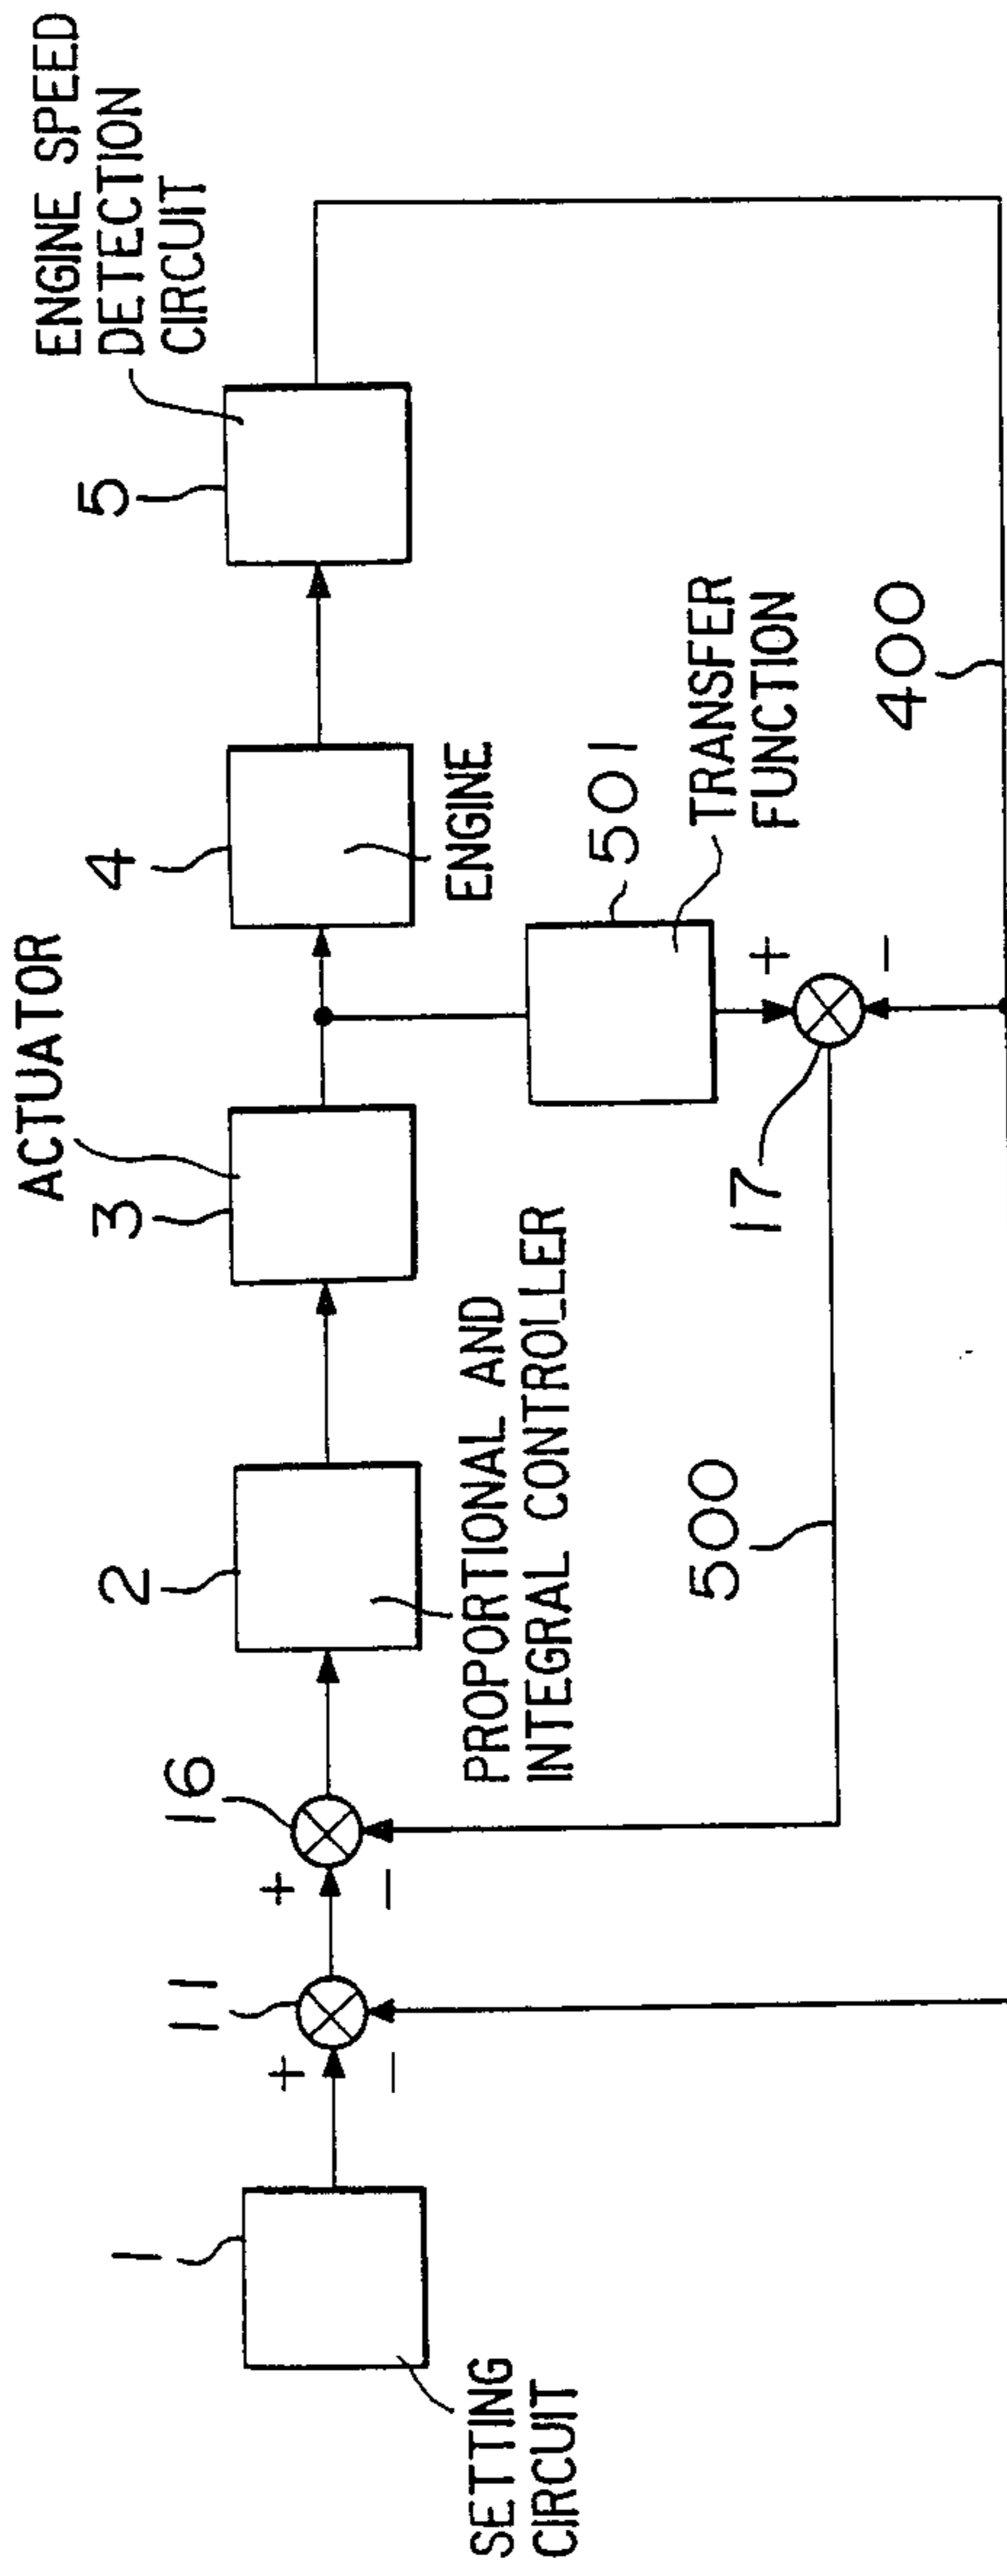 ENGINE SPEED
DETECTION
CIRCUIT
5
ACTUATOR
3
4
ENGINE
501
TRANSFER
FUNCTION
+
−
17
400
2
PROPORTIONAL AND
INTEGRAL CONTROLLER
500
16
+
−
11
+
−
1
SETTING
CIRCUIT